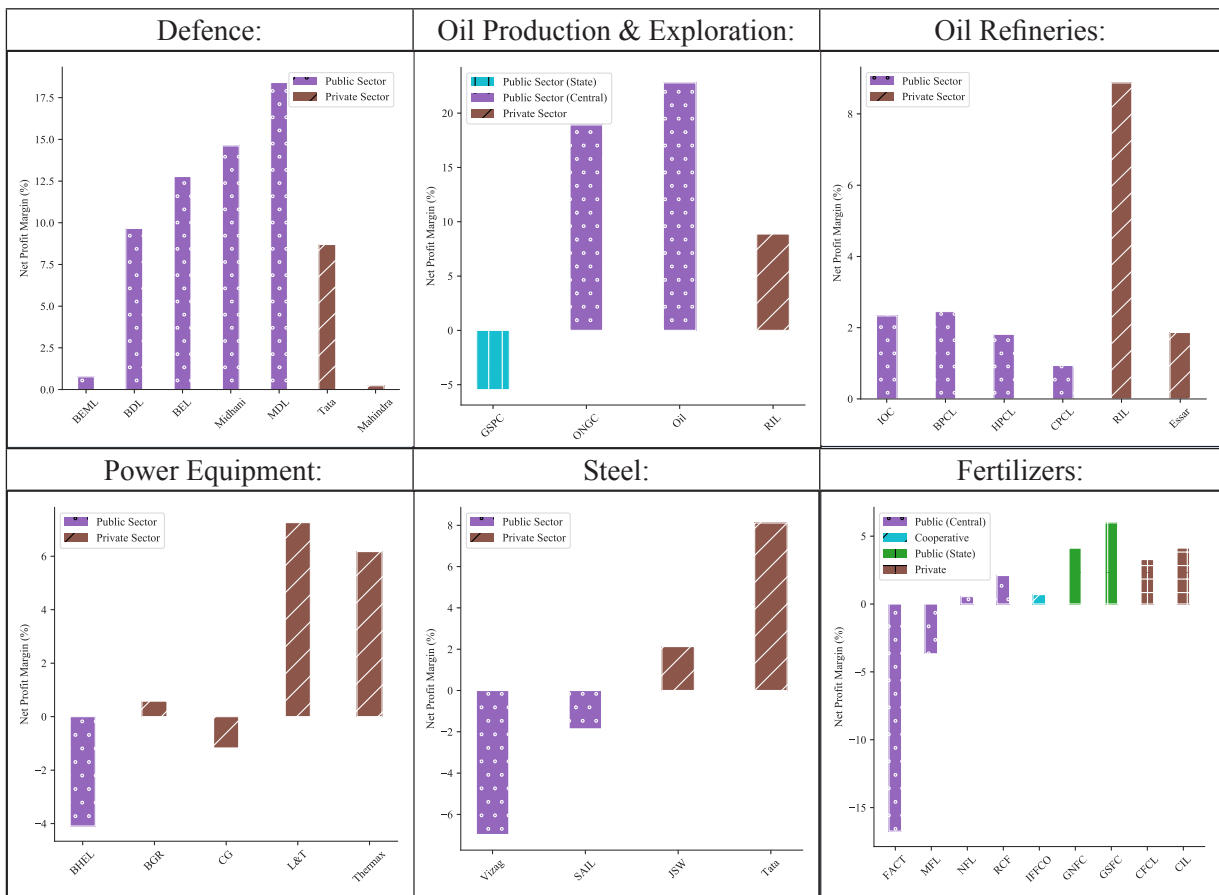 Defence:
Oil Production & Exploration:
Oil Refineries:
Net Profit Margin (%)
17.5
15.0
12.5
10.0
7.5
5.0
2.5
0.0
Public Sector
Private Sector
BEML
BDL
BEL
Midhani
MDL
Tata
Mahindra
Net Profit Margin (%)
20
15
10
5
0
−5
Public Sector (State)
Public Sector (Central)
Private Sector
GSPC
ONGC
Oil
RIL
Net Profit Margin (%)
8
6
4
2
0
Public Sector
Private Sector
IOC
BPCL
HPCL
CPCL
RIL
Essar
Power Equipment:
Steel:
Fertilizers:
Net Profit Margin (%)
6
4
2
0
−2
−4
Public Sector
Private Sector
BHEL
BGR
CG
L&T
Thermax
Net Profit Margin (%)
8
6
4
2
0
−2
−4
−6
Public Sector
Private Sector
Vizag
SAIL
JSW
Tata
Net Profit Margin (%)
5
0
−5
−10
−15
Public (Central)
Cooperative
Public (State)
Private
FACT
MFL
NFL
RCF
IFFCO
GNFC
GSFC
CFCL
CIL